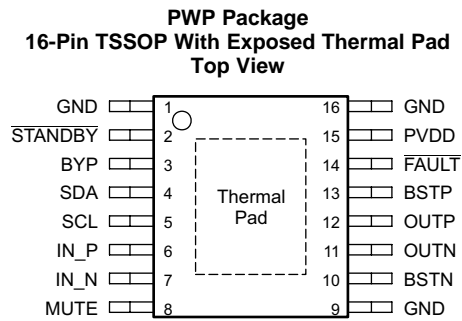 PWP Package
16-Pin TSSOP With Exposed Thermal Pad
Top View
GND 1 16 GND
STANDBY 2 15 PVDD
BYP 3 14 FAULT
SDA 4 13 BSTP
SCL 5 12 OUTP
IN_P 6 11 OUTN
IN_N 7 10 BSTN
MUTE 8 9 GND
Thermal
Pad